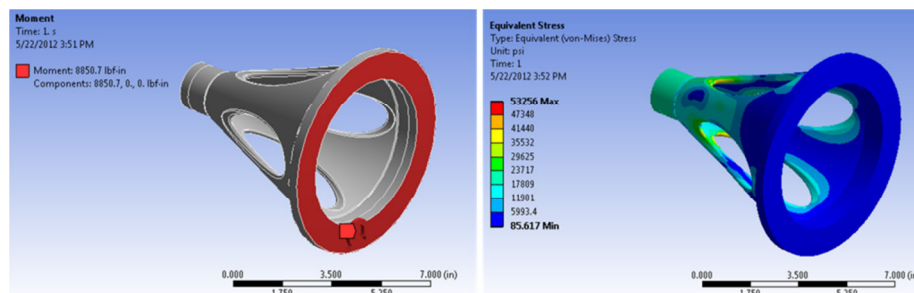 Moment
Time: 1. s
5/22/2012 3:51 PM
Moment: 8850.7 lbf-in
Components: 8850.7, 0., 0. lbf-in
0.000 3.500 7.000 (in)
1.750 5.250
Equivalent Stress
Type: Equivalent (von-Mises) Stress
Unit: psi
Time: 1
5/22/2012 3:52 PM
53256 Max
47348
41440
35532
29625
23717
17809
11901
5993.4
85.617 Min
0.000 3.500 7.000 (in)
1.750 5.250